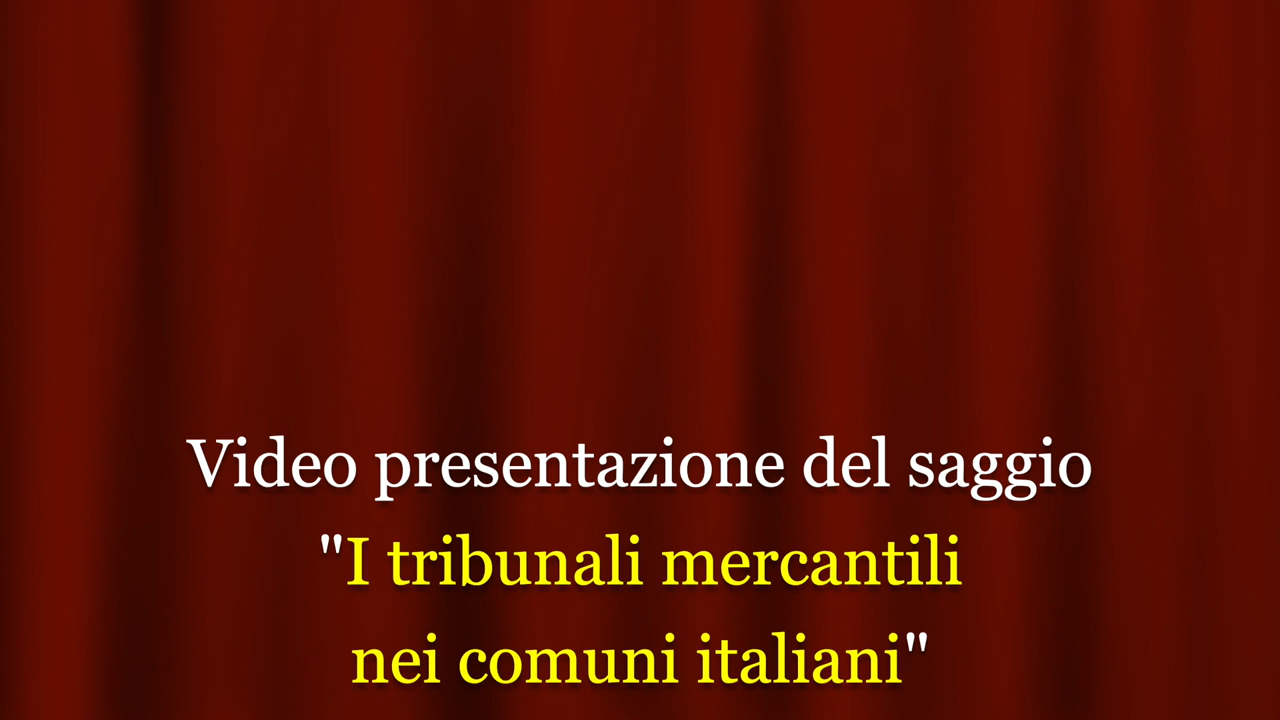 Video presentazione del saggio
"I tribunali mercantili
nei comuni italiani"